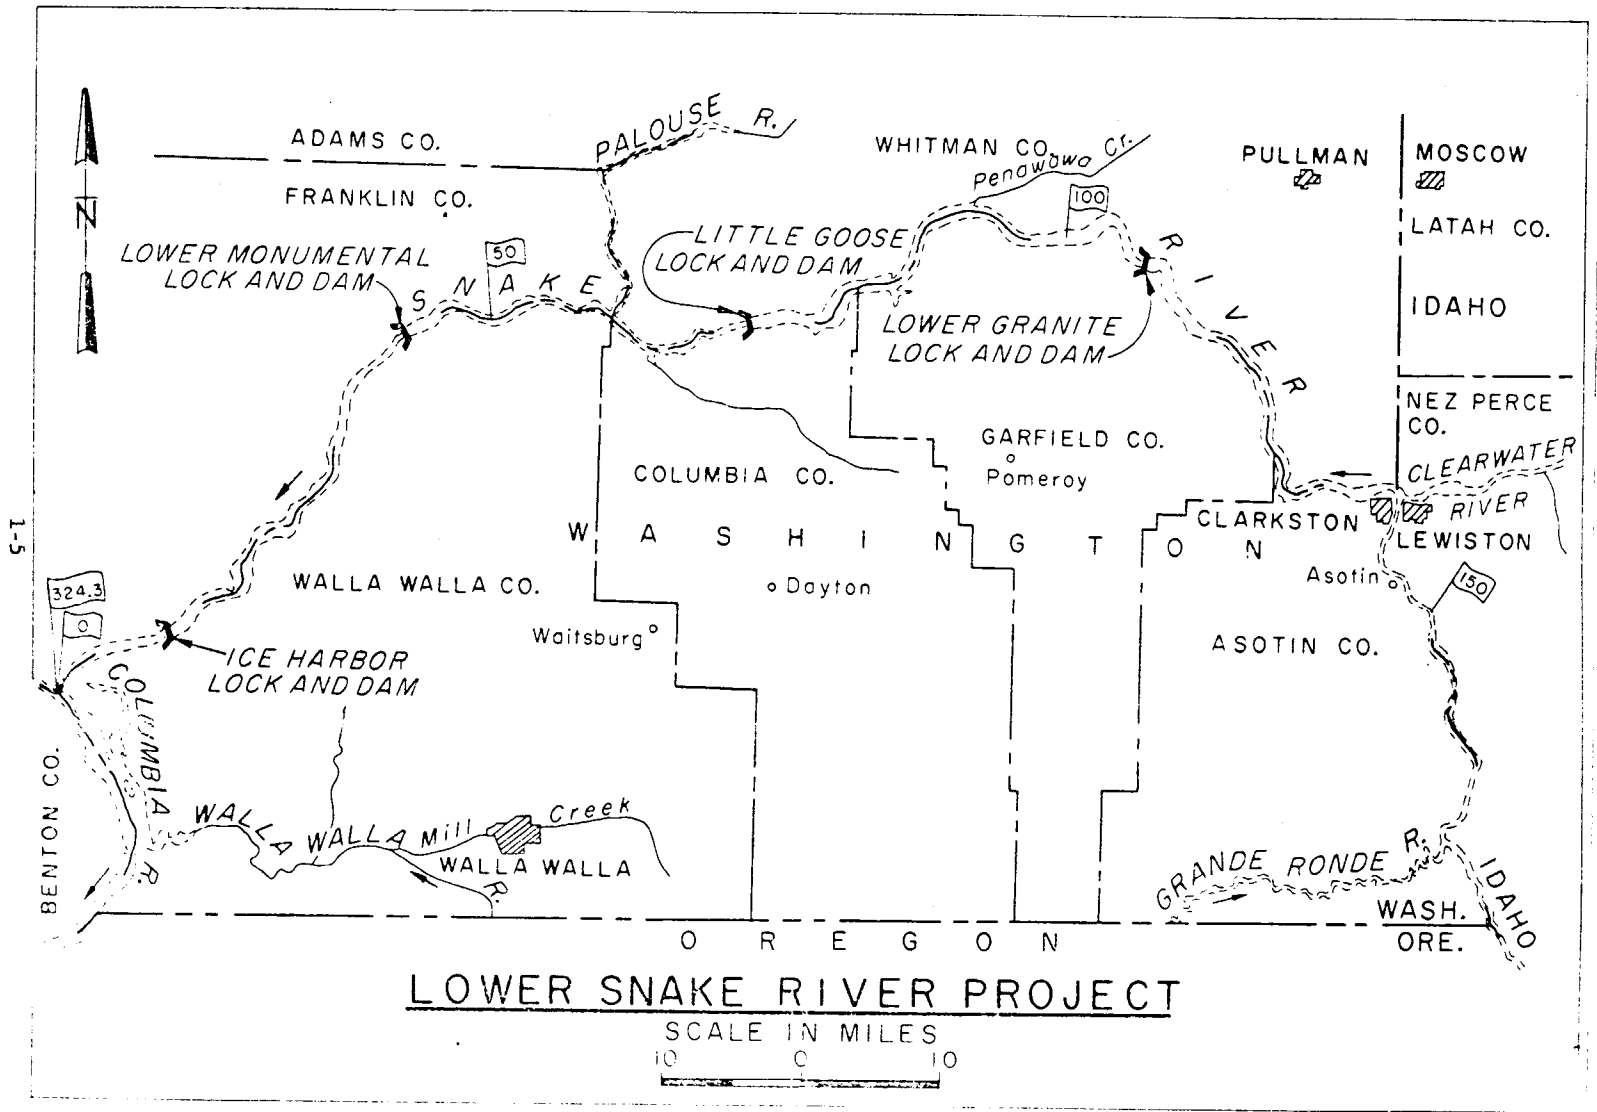 ADAMS CO.
FRANKLIN CO.
PALOUSE R.
WHITMAN CO.
Penawawa Cr.
PULLMAN
MOSCOW
LATAH CO.
IDAHO
N
LOWER MONUMENTAL
LOCK AND DAM
50
SNAKE RIVER
LITTLE GOOSE
LOCK AND DAM
100
LOWER GRANITE
LOCK AND DAM
NEZ PERCE
CO.
CLEARWATER
RIVER
GARFIELD CO.
Pomeroy
COLUMBIA CO.
CLARKSTON
LEWISTON
WASHINGTON
1-5
WALLA WALLA CO.
Dayton
Asotin
150
324.3
0
Waitsburg
ASOTIN CO.
ICE HARBOR
LOCK AND DAM
COLUMBIA R.
BENTON CO.
WALLA WALLA R.
Mill Creek
WALLA WALLA
GRANDE RONDE R.
IDAHO
WASH.
ORE.
OREGON
LOWER SNAKE RIVER PROJECT
SCALE IN MILES
10 0 10